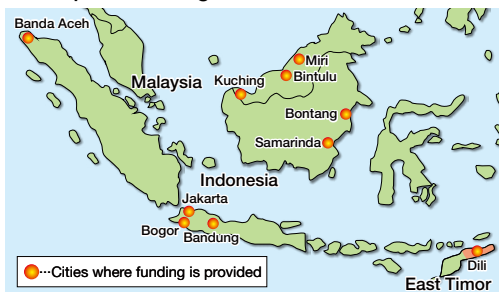 Banda Aceh
Miri
Malaysia
Kuching
Bintulu
Bontang
Samarinda
Indonesia
Jakarta
Bogor
Bandung
Dili
●···Cities where funding is provided
East Timor